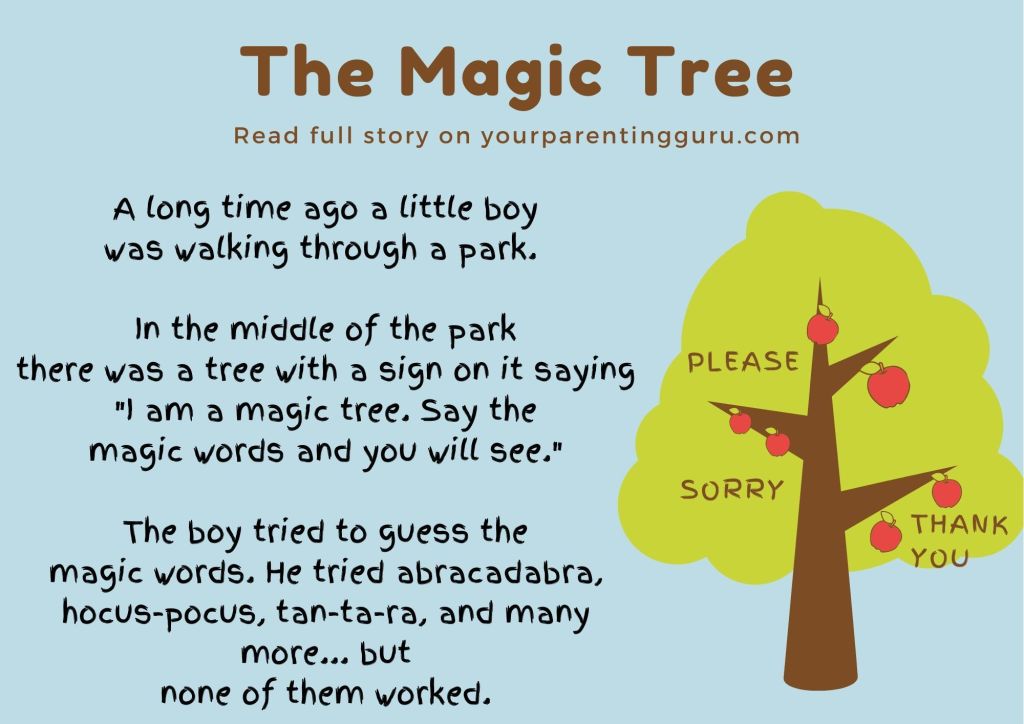 The Magic Tree
Read full story on yourparentingguru.com
A long time ago a little boy
was walking through a park.
In the middle of the park
there was a tree with a sign on it saying
"I am a magic tree. Say the
magic words and you will see."
The boy tried to guess the
magic words. He tried abracadabra,
hocus-pocus, tan-ta-ra, and many
more... but
none of them worked.
PLEASE
SORRY
THANK
YOU